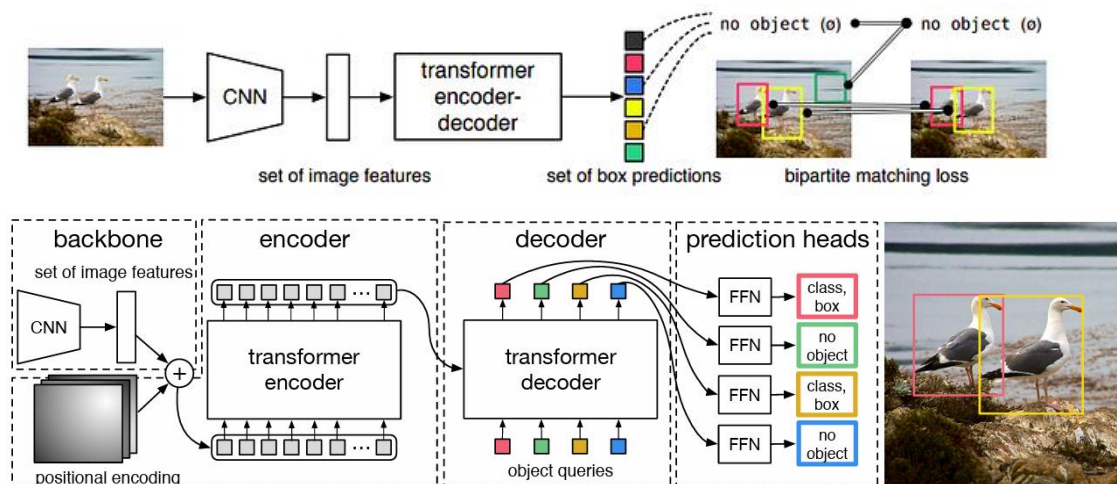 no object (ø)
no object (ø)
CNN
transformer
encoder-
decoder
set of image features
set of box predictions
bipartite matching loss
backbone
encoder
decoder
prediction heads
set of image features
CNN
+
positional encoding
...
transformer
encoder
...
transformer
decoder
object queries
FFN
class,
box
FFN
no
object
FFN
class,
box
FFN
no
object